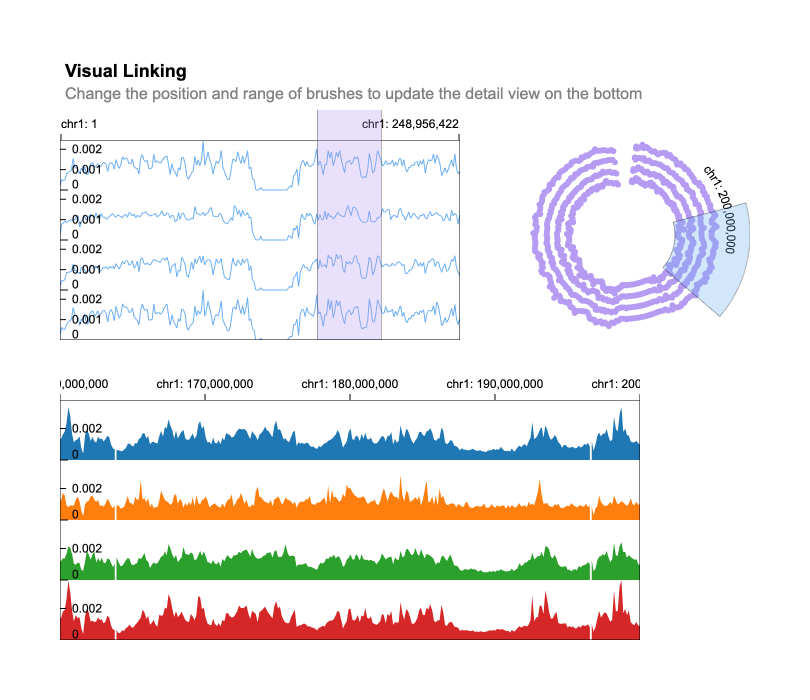 Visual Linking
Change the position and range of brushes to update the detail view on the bottom
chr1: 1
chr1: 248,956,422
0.002
0.001
0
0.002
0.001
0.002
0.001
0
0.002
0.001
0
chr1: 200,000,000
0,000,000
chr1: 170,000,000
chr1: 180,000,000
chr1: 190,000,000
chr1: 200
0.002
0
0.002
0
0.002
0
0.002
0